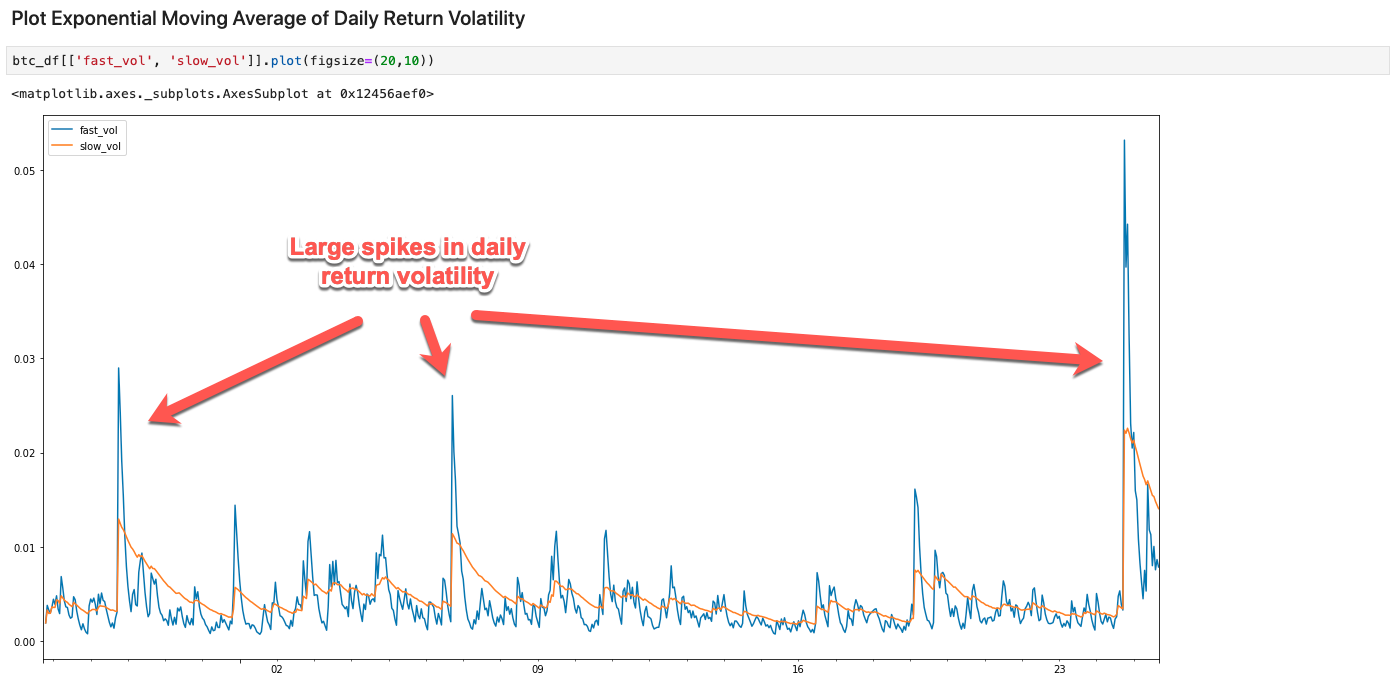 Plot Exponential Moving Average of Daily Return Volatility
btc_df[['fast_vol', 'slow_vol']].plot(figsize=(20,10))
<matplotlib.axes._subplots.AxesSubplot at 0x12456aef0>
fast_vol
slow_vol
0.05
0.04
0.03
0.02
0.01
0.00
Large spikes in daily
return volatility
02
09
16
23